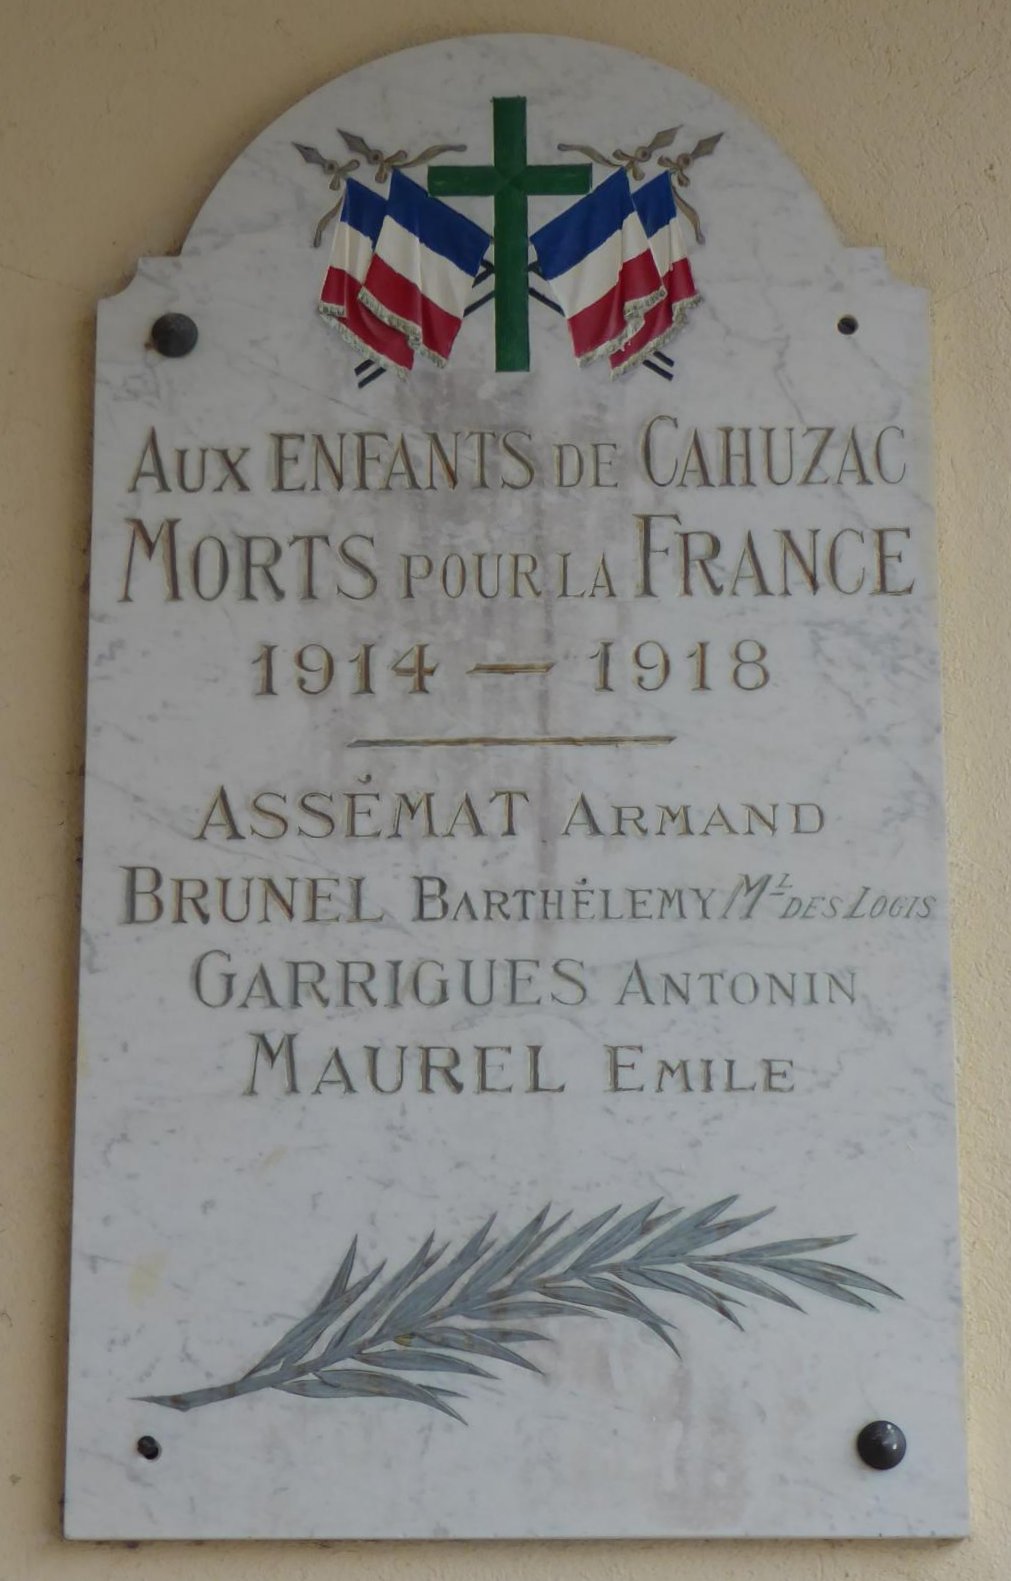 AUX ENFANTS DE CAHUZAC
MORTS POUR LA FRANCE
1914 — 1918
ASSÉMAT ARMAND
BRUNEL BARTHÉLEMY Mᴸ DES LOGIS
GARRIGUES ANTONIN
MAUREL EMILE